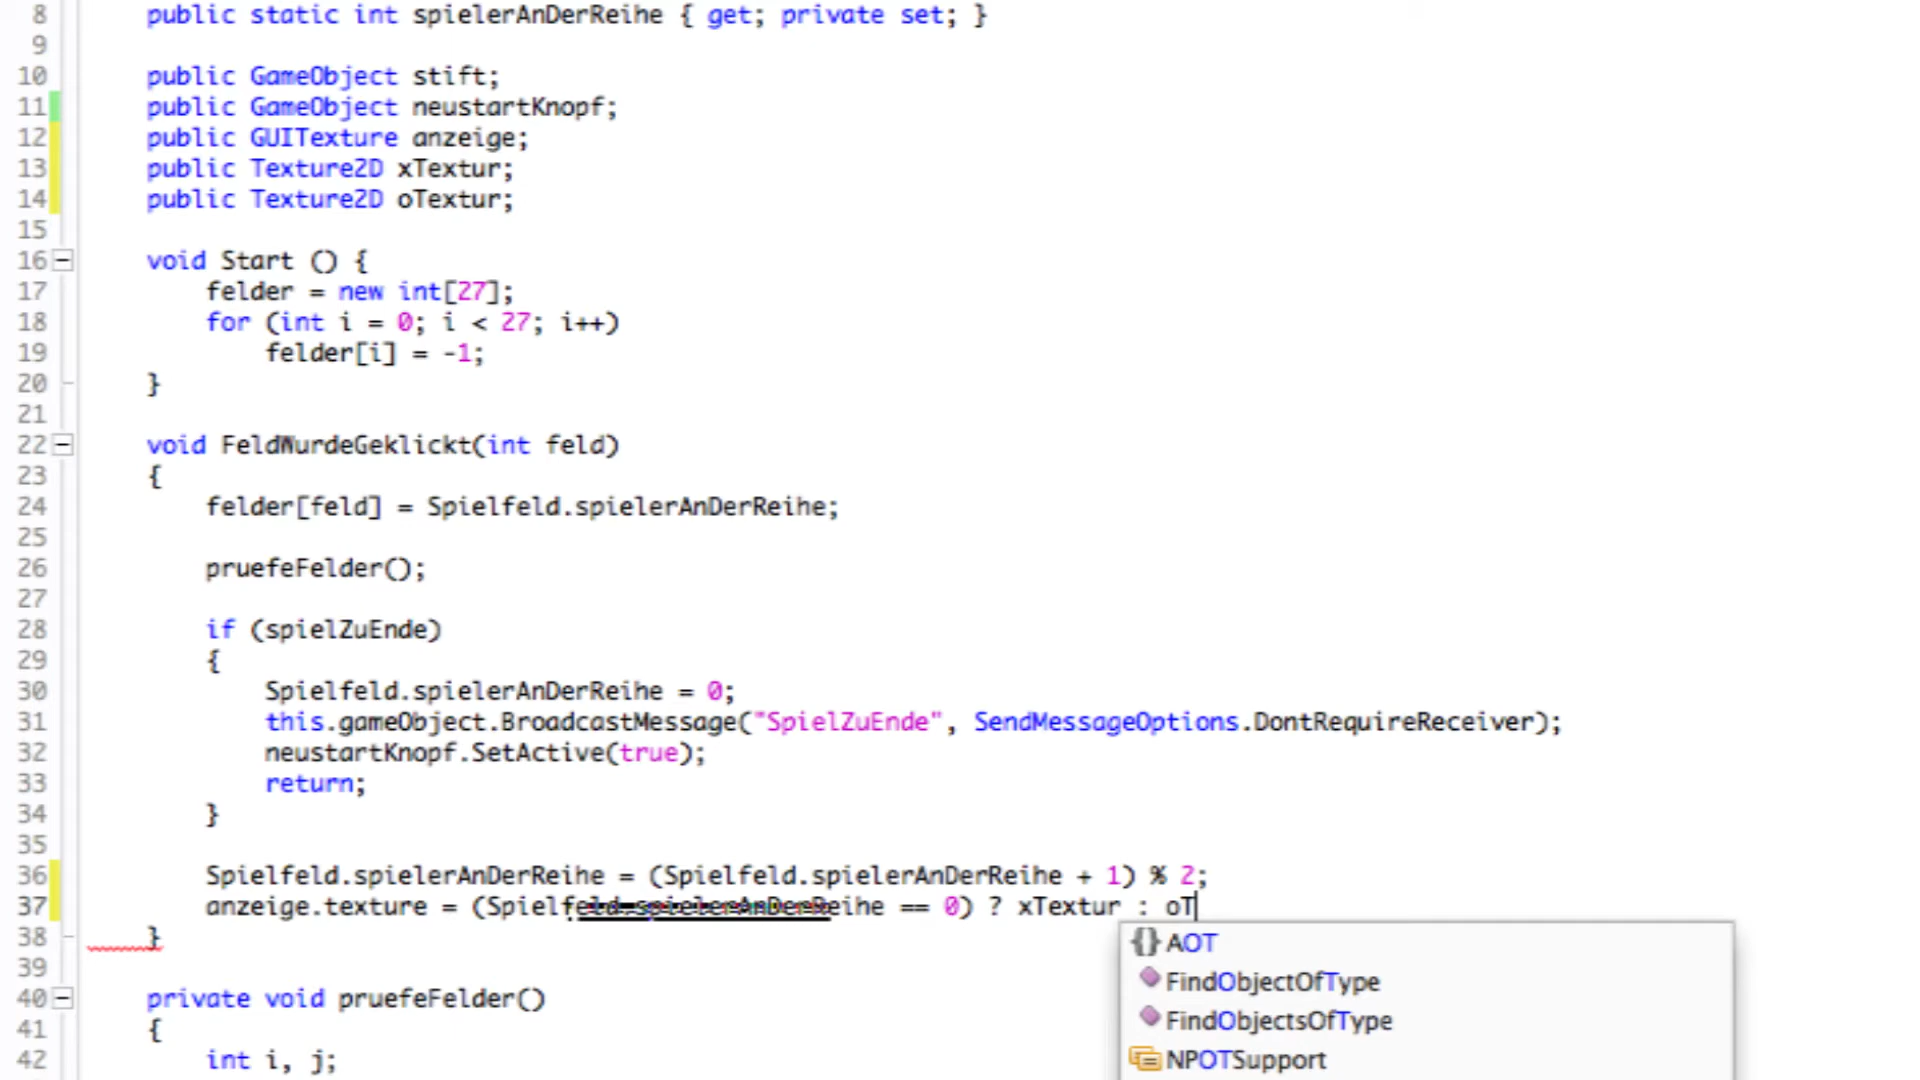 8 public static int spielerAnDerReihe { get; private set; }
9
10 public GameObject stift;
11 public GameObject neustartKnopf;
12 public GUITexture anzeige;
13 public Texture2D xTextur;
14 public Texture2D oTextur;
15
16 void Start () {
17 felder = new int[27];
18 for (int i = 0; i < 27; i++)
19 felder[i] = -1;
20 }
21
22 void FeldWurdeGeklickt(int feld)
23 {
24 felder[feld] = Spielfeld.spielerAnDerReihe;
25
26 pruefeFelder();
27
28 if (spielZuEnde)
29 {
30 Spielfeld.spielerAnDerReihe = 0;
31 this.gameObject.BroadcastMessage("SpielZuEnde", SendMessageOptions.DontRequireReceiver);
32 neustartKnopf.SetActive(true);
33 return;
34 }
35
36 Spielfeld.spielerAnDerReihe = (Spielfeld.spielerAnDerReihe + 1) % 2;
37 anzeige.texture = (Spielfeld.spielerAnDerReihe == 0) ? xTextur : oT
38 }
{} AOT
39
FindObjectOfType
40 private void pruefeFelder()
FindObjectsOfType
41 {
42 int i, j;
NPOTSupport